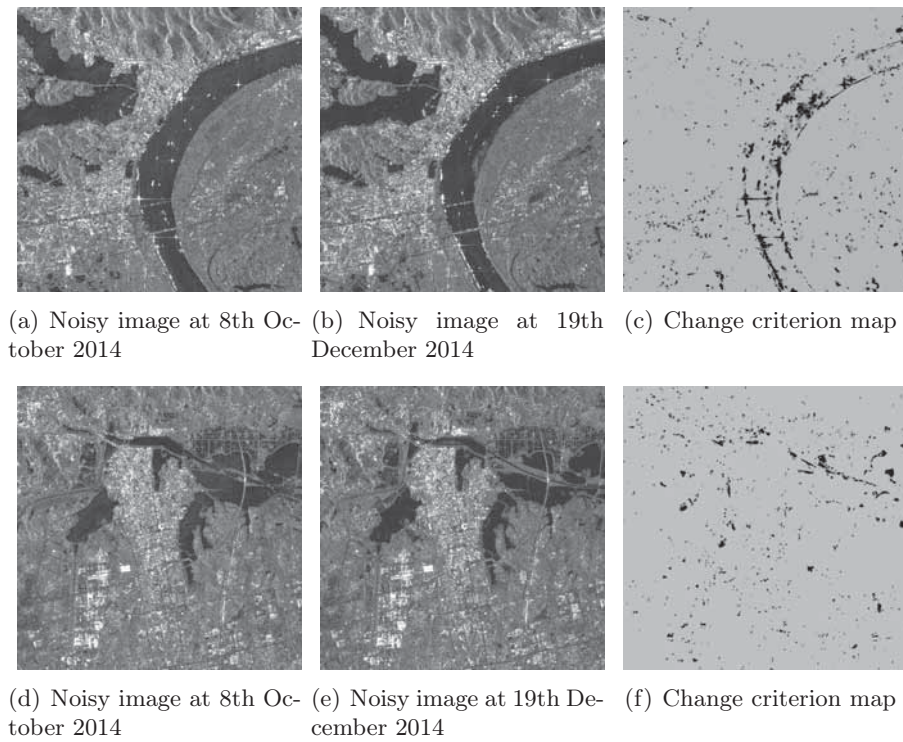 (a) Noisy image at 8th Oc-
tober 2014
(b) Noisy image at 19th
December 2014
(c) Change criterion map
(d) Noisy image at 8th Oc-
tober 2014
(e) Noisy image at 19th De-
cember 2014
(f) Change criterion map